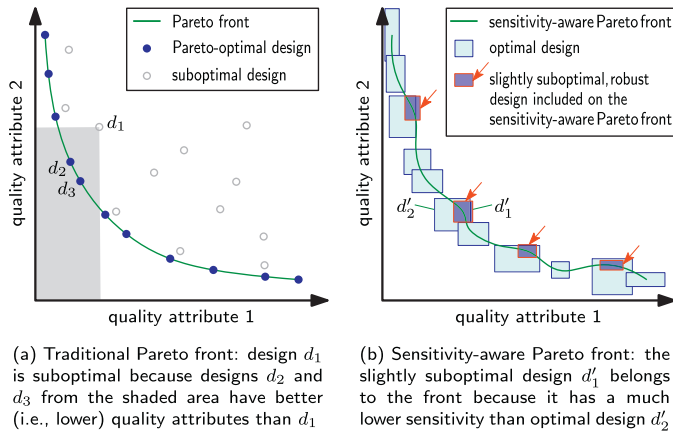 Pareto front
Pareto-optimal design
suboptimal design
quality attribute 2
d₁
d₂
d₃
quality attribute 1
(a) Traditional Pareto front: design d₁
is suboptimal because designs d₂ and
d₃ from the shaded area have better
(i.e., lower) quality attributes than d₁
sensitivity-aware Pareto front
optimal design
slightly suboptimal, robust
design included on the
sensitivity-aware Pareto front
quality attribute 2
d′₂
d′₁
quality attribute 1
(b) Sensitivity-aware Pareto front: the
slightly suboptimal design d′₁ belongs
to the front because it has a much
lower sensitivity than optimal design d′₂